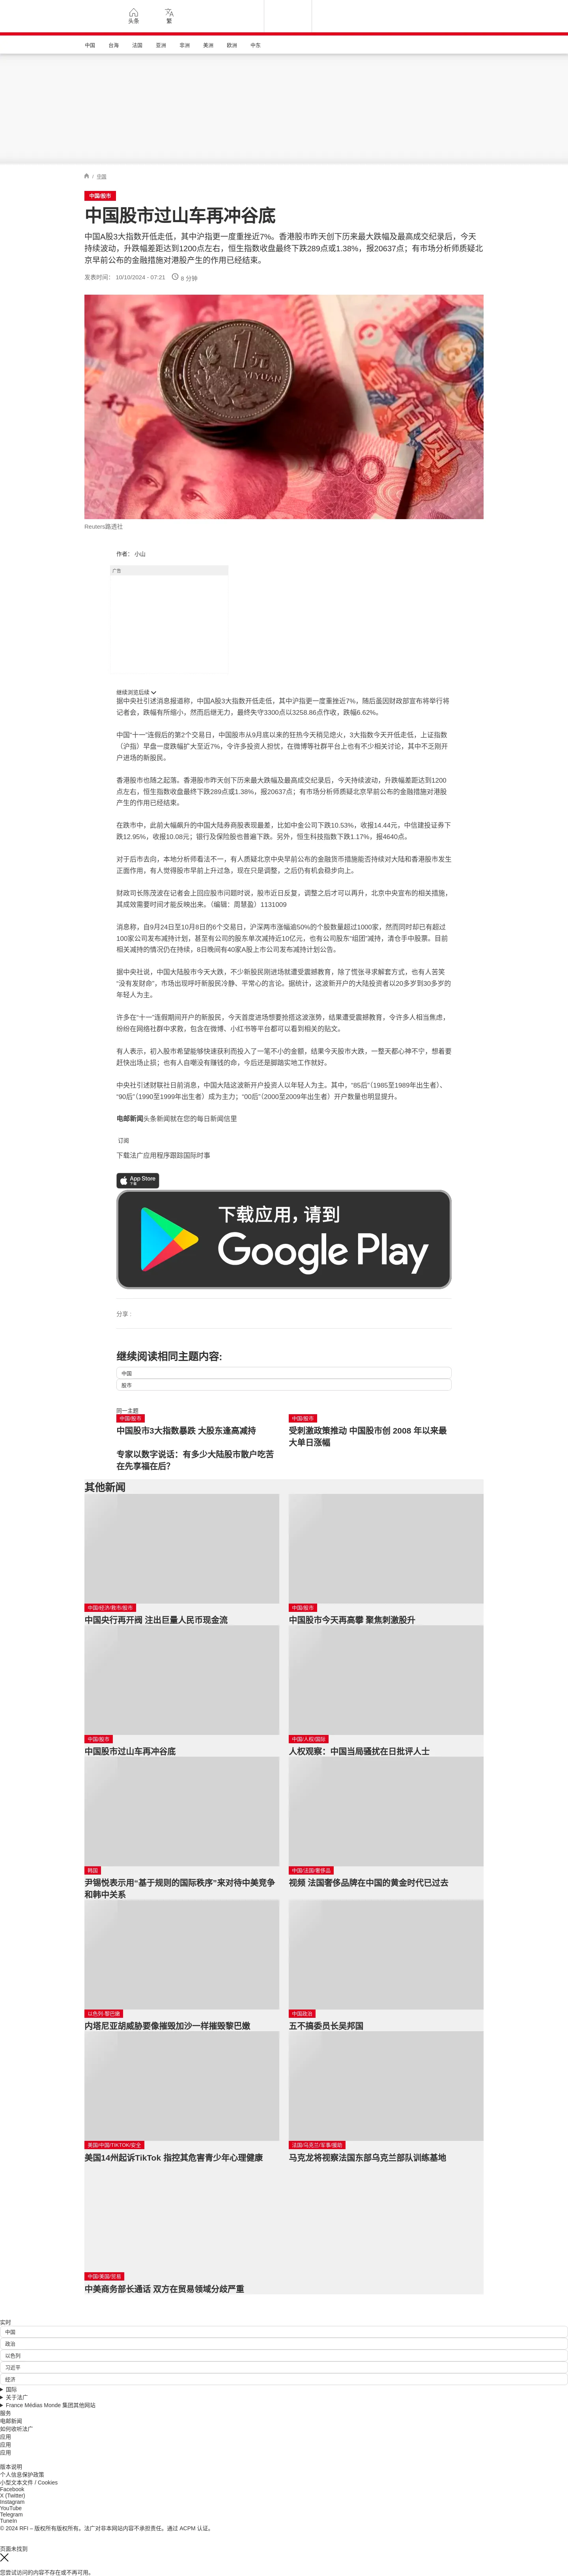 头条
繁
中国
台海
法国
亚洲
非洲
美洲
欧洲
中东
/ 中国
中国/股市
中国股市过山车再冲谷底
中国A股3大指数开低走低，其中沪指更一度重挫近7%。香港股市昨天创下历来最大跌幅及最高成交纪录后，今天
持续波动，升跌幅差距达到1200点左右，恒生指数收盘最终下跌289点或1.38%，报20637点；有市场分析师质疑北
京早前公布的金融措施对港股产生的作用已经结束。
发表时间： 10/10/2024 - 07:21 8 分钟
1元
YI YUAN
Reuters路透社
作者： 小山
广告
继续浏览后续
据中央社引述消息报道称，中国A股3大指数开低走低，其中沪指更一度重挫近7%，随后虽因财政部宣布将举行将
记者会，跌幅有所缩小，然而后继无力，最终失守3300点以3258.86点作收，跌幅6.62%。
中国“十一”连假后的第2个交易日，中国股市从9月底以来的狂热今天稍见熄火，3大指数今天开低走低，上证指数
（沪指）早盘一度跌幅扩大至近7%，令许多投资人担忧，在微博等社群平台上也有不少相关讨论，其中不乏刚开
户进场的新股民。
香港股市也随之起落。香港股市昨天创下历来最大跌幅及最高成交纪录后，今天持续波动，升跌幅差距达到1200
点左右，恒生指数收盘最终下跌289点或1.38%，报20637点；有市场分析师质疑北京早前公布的金融措施对港股
产生的作用已经结束。
在跌市中，此前大幅飙升的中国大陆券商股表现最差，比如中金公司下跌10.53%，收报14.44元，中信建投证券下
跌12.95%，收报10.08元；银行及保险股也普遍下跌。另外，恒生科技指数下跌1.17%，报4640点。
对于后市去向，本地分析师看法不一，有人质疑北京中央早前公布的金融货币措施能否持续对大陆和香港股市发生
正面作用，有人觉得股市早前上升过急，现在只是调整，之后仍有机会稳步向上。
财政司长陈茂波在记者会上回应股市问题时说，股市近日反复，调整之后才可以再升，北京中央宣布的相关措施，
其成效需要时间才能反映出来。（编辑：周慧盈）1131009
消息称，自9月24日至10月8日的6个交易日，沪深两市涨幅逾50%的个股数量超过1000家，然而同时却已有超过
100家公司发布减持计划，甚至有公司的股东单次减持近10亿元，也有公司股东“组团”减持，清仓手中股票。目前
相关减持的情况仍在持续，8日晚间有40家A股上市公司发布减持计划公告。
据中央社说，中国大陆股市今天大跌，不少新股民刚进场就遭受震撼教育，除了慌张寻求解套方式，也有人苦笑
“没有发财命”，市场出现呼吁新股民冷静、平常心的言论。据统计，这波新开户的大陆投资者以20多岁到30多岁的
年轻人为主。
许多在“十一”连假期间开户的新股民，今天首度进场想要抢搭这波涨势，结果遭受震撼教育，令许多人相当焦虑，
纷纷在网络社群中求救，包含在微博、小红书等平台都可以看到相关的贴文。
有人表示，初入股市希望能够快速获利而投入了一笔不小的金额，结果今天股市大跌，一整天都心神不宁，想着要
赶快出场止损；也有人自嘲没有赚钱的命，今后还是脚踏实地工作就好。
中央社引述财联社日前消息，中国大陆这波新开户投资人以年轻人为主。其中，“85后”（1985至1989年出生者）、
“90后”（1990至1999年出生者）成为主力；“00后”（2000至2009年出生者）开户数量也明显提升。
电邮新闻头条新闻就在您的每日新闻信里
订阅
下载法广应用程序跟踪国际时事
App Store
下载
下载应用，请到
Google Play
分享 :
继续阅读相同主题内容:
中国
股市
同一主题
中国/股市
中国股市3大指数暴跌 大股东逢高减持
中国/股市
受刺激政策推动 中国股市创 2008 年以来最
大单日涨幅
专家以数字说话：有多少大陆股市散户吃苦
在先享福在后?
其他新闻
中国/经济/救市/股市
中国央行再开阀 注出巨量人民币现金流
中国/股市
中国股市今天再高攀 聚焦刺激股升
中国/股市
中国股市过山车再冲谷底
中国/人权/国际
人权观察：中国当局骚扰在日批评人士
韩国
尹锡悦表示用“基于规则的国际秩序”来对待中美竞争
和韩中关系
中国/法国/奢侈品
视频 法国奢侈品牌在中国的黄金时代已过去
以色列-黎巴嫩
内塔尼亚胡威胁要像摧毁加沙一样摧毁黎巴嫩
中国政治
五不搞委员长吴邦国
美国/中国/TIKTOK/安全
美国14州起诉TikTok 指控其危害青少年心理健康
法国/乌克兰/军事/援助
马克龙将视察法国东部乌克兰部队训练基地
中国/美国/贸易
中美商务部长通话 双方在贸易领域分歧严重
实时
中国
政治
以色列
习近平
经济
国际
关于法广
France Médias Monde 集团其他网站
服务
电邮新闻
如何收听法广
应用
应用
应用
版本说明
个人信息保护政策
小型文本文件 / Cookies
Facebook
X (Twitter)
Instagram
YouTube
Telegram
TuneIn
© 2024 RFI – 版权所有版权所有。法广对非本网站内容不承担责任。通过 ACPM 认证。
页面未找到
您尝试访问的内容不存在或不再可用。